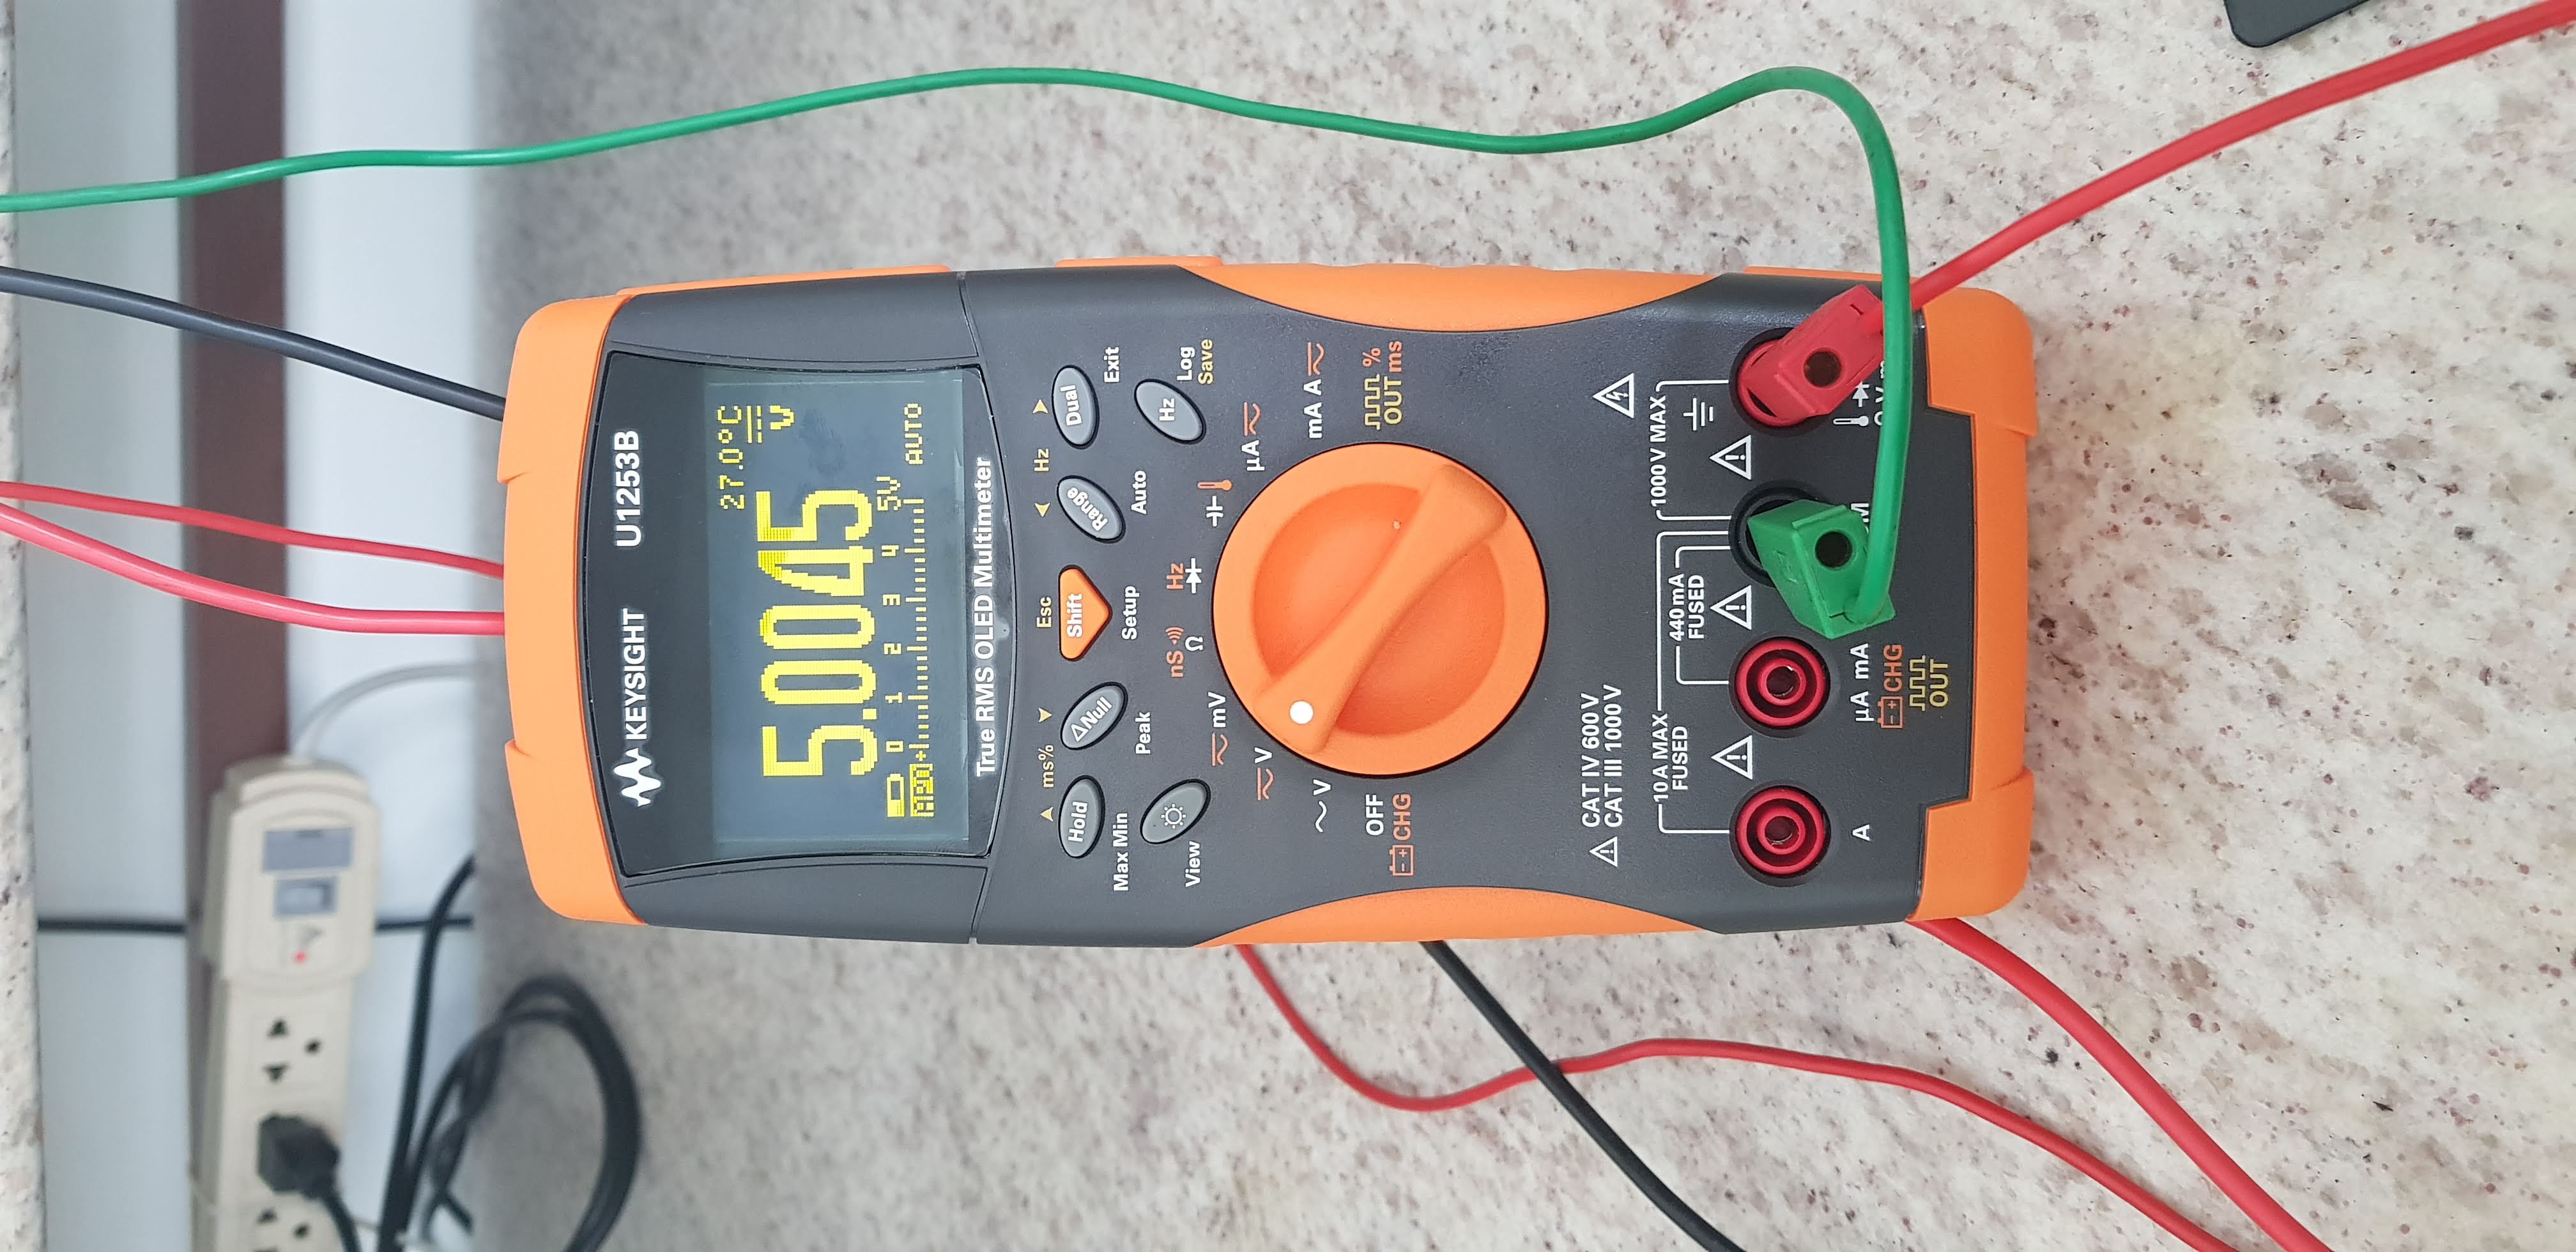 KEYSIGHT U1253B
27.0°C
5.0045 V
0 1 2 3 4 5V
AUTO
True RMS OLED Multimeter
ms% Esc Hz
Hold ΔNull Shift Range Dual
Max Min Peak Setup Auto Exit
View Hz Log
Save
nS Ω Hz
mV
V
μA
V
mA A
OFF
CHG
% OUT ms
CAT IV 600 V
CAT III 1000 V
10 A MAX
FUSED
440 mA
FUSED
1000 V MAX
A
μA mA
CHG
OUT